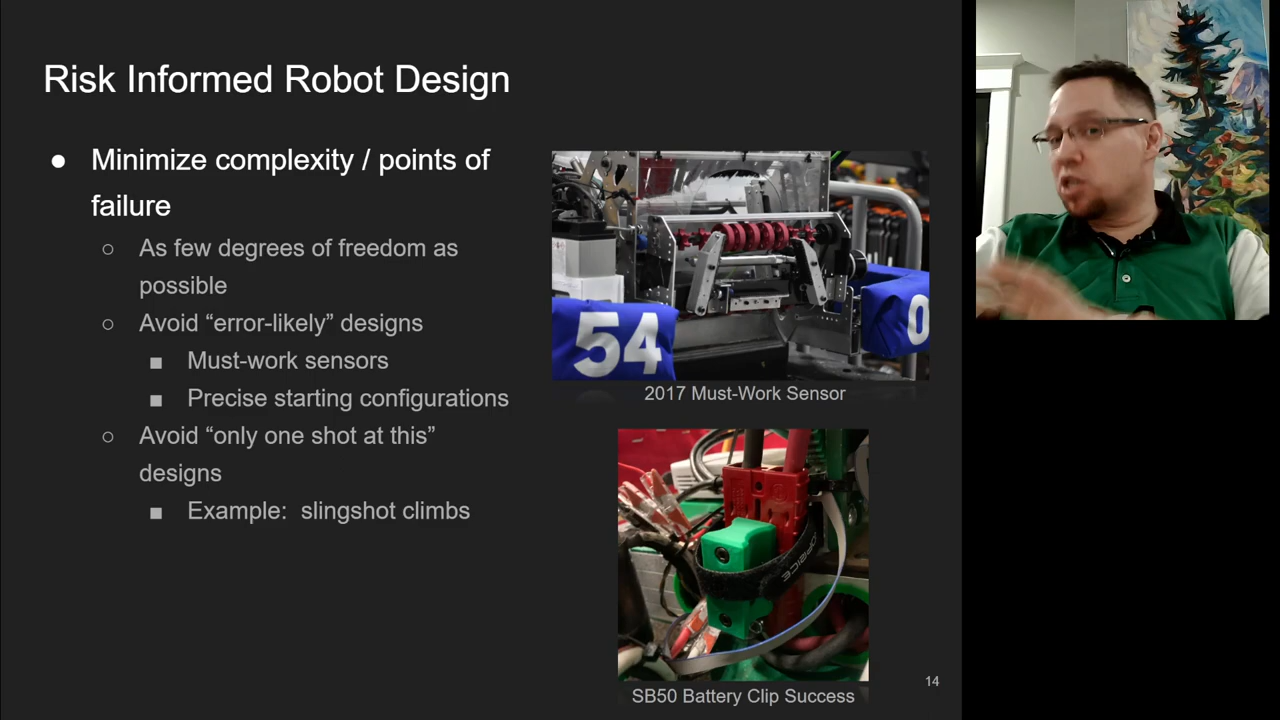 Risk Informed Robot Design
● Minimize complexity / points of
failure
○ As few degrees of freedom as
possible
○ Avoid “error-likely” designs
■ Must-work sensors
■ Precise starting configurations
○ Avoid “only one shot at this”
designs
■ Example: slingshot climbs
54
0
2017 Must-Work Sensor
SB50 Battery Clip Success
14